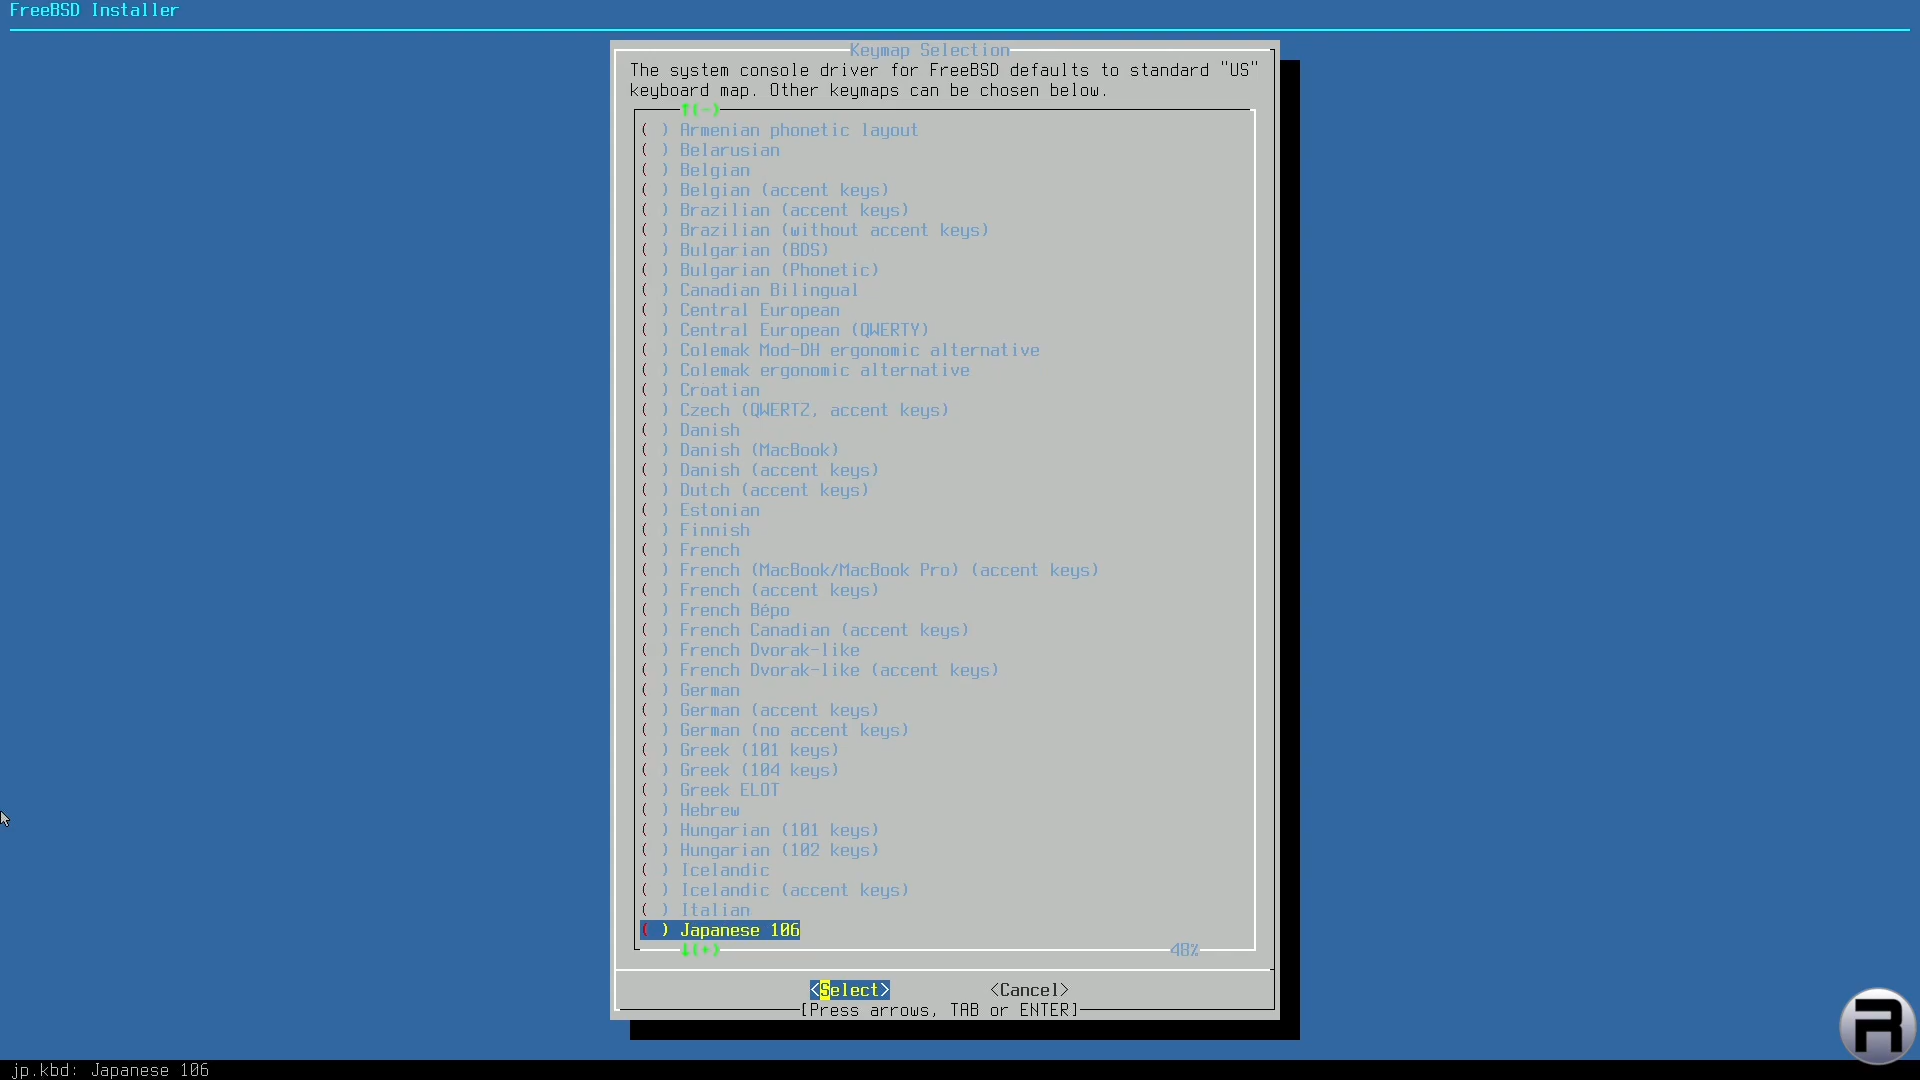 FreeBSD Installer
Keymap Selection
The system console driver for FreeBSD defaults to standard "US"
keyboard map. Other keymaps can be chosen below.
↑(-)
( ) Armenian phonetic layout
( ) Belarusian
( ) Belgian
( ) Belgian (accent keys)
( ) Brazilian (accent keys)
( ) Brazilian (without accent keys)
( ) Bulgarian (BDS)
( ) Bulgarian (Phonetic)
( ) Canadian Bilingual
( ) Central European
( ) Central European (QWERTY)
( ) Colemak Mod-DH ergonomic alternative
( ) Colemak ergonomic alternative
( ) Croatian
( ) Czech (QWERTZ, accent keys)
( ) Danish
( ) Danish (MacBook)
( ) Danish (accent keys)
( ) Dutch (accent keys)
( ) Estonian
( ) Finnish
( ) French
( ) French (MacBook/MacBook Pro) (accent keys)
( ) French (accent keys)
( ) French Bépo
( ) French Canadian (accent keys)
( ) French Dvorak-like
( ) French Dvorak-like (accent keys)
( ) German
( ) German (accent keys)
( ) German (no accent keys)
( ) Greek (101 keys)
( ) Greek (104 keys)
( ) Greek ELOT
( ) Hebrew
( ) Hungarian (101 keys)
( ) Hungarian (102 keys)
( ) Icelandic
( ) Icelandic (accent keys)
( ) Italian
( ) Japanese 106
↓(+) 48%
<Select> <Cancel>
[Press arrows, TAB or ENTER]
jp.kbd: Japanese 106